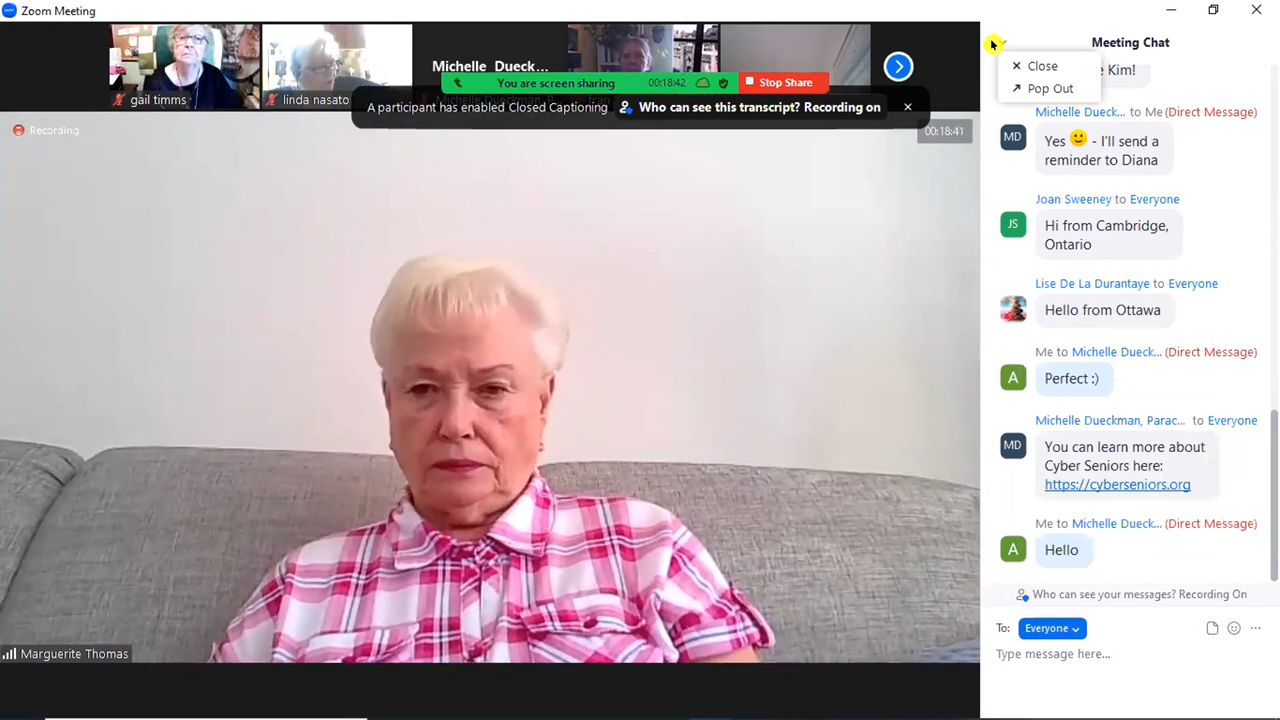 Zoom Meeting
gail timms
linda nasato
Michelle Dueck...
You are screen sharing
00:18:42
Stop Share
A participant has enabled Closed Captioning
Who can see this transcript? Recording on
Recording
00:18:41
Marguerite Thomas
Meeting Chat
Close
Pop Out
e Kim!
Michelle Dueck... to Me (Direct Message)
MD
Yes 🙂 - I'll send a
reminder to Diana
Joan Sweeney to Everyone
JS
Hi from Cambridge,
Ontario
Lise De La Durantaye to Everyone
Hello from Ottawa
Me to Michelle Dueck... (Direct Message)
A
Perfect :)
Michelle Dueckman, Parac... to Everyone
MD
You can learn more about
Cyber Seniors here:
https://cyberseniors.org
Me to Michelle Dueck... (Direct Message)
A
Hello
Who can see your messages? Recording On
To: Everyone
Type message here...